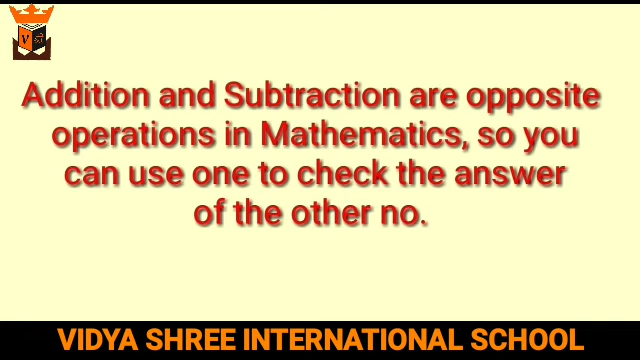 Addition and Subtraction are opposite
operations in Mathematics, so you
can use one to check the answer
of the other no.
VIDYA SHREE INTERNATIONAL SCHOOL